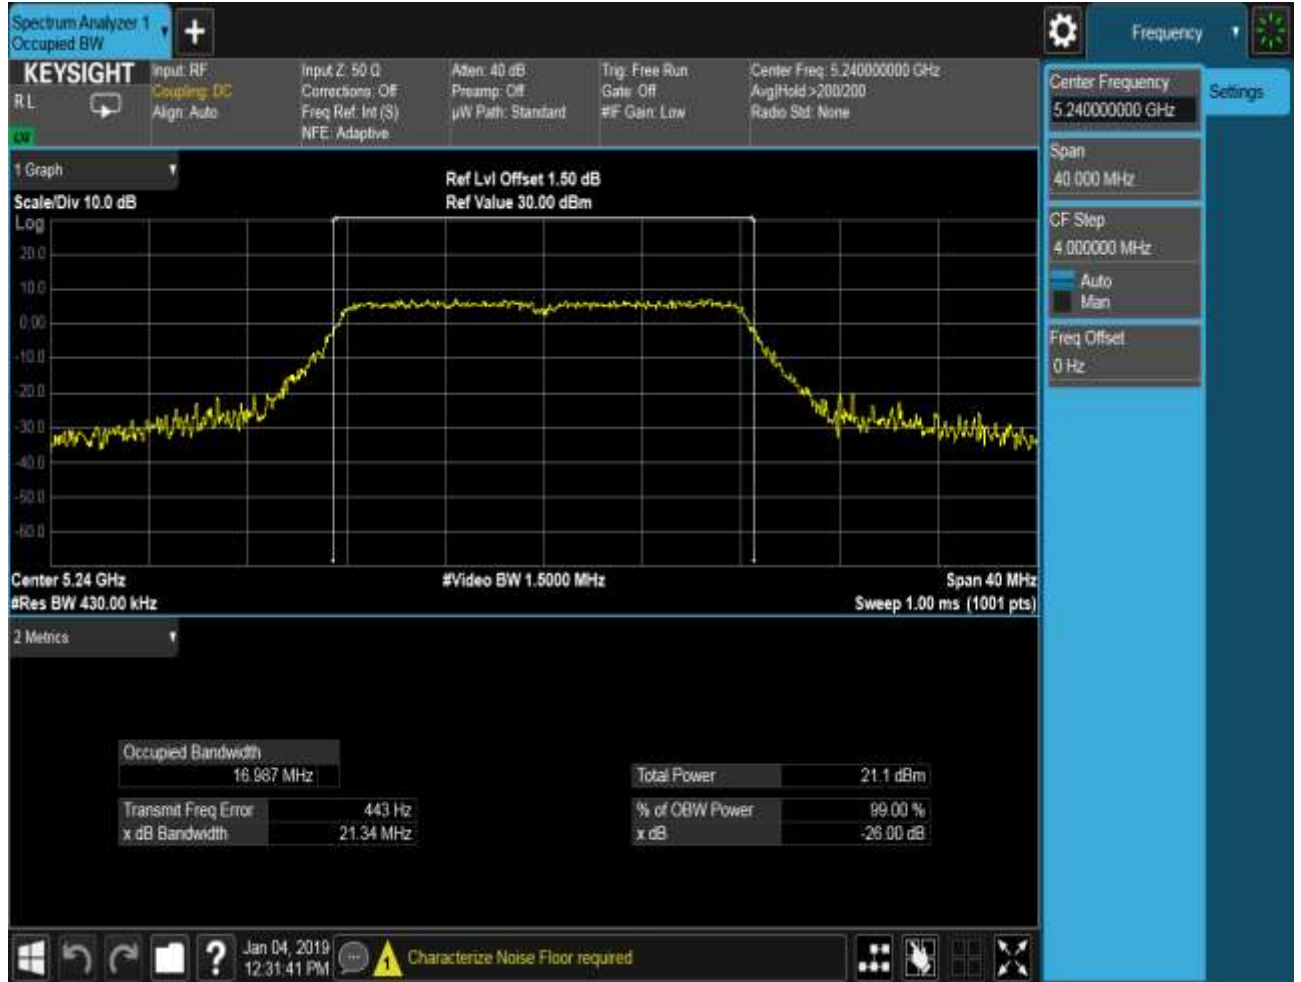 Spectrum Analyzer 1
Occupied BW
+
Frequency
KEYSIGHT
RL
Input: RF
Coupling: DC
Align: Auto
Input Z: 50 Ω
Corrections: Off
Freq Ref: Int (S)
NFE: Adaptive
Atten: 40 dB
Preamp: Off
µW Path: Standard
Trig: Free Run
Gate: Off
#IF Gain: Low
Center Freq: 5.240000000 GHz
Avg|Hold:>200/200
Radio Std: None
Center Frequency
5.240000000 GHz
Settings
Span
40.000 MHz
CF Step
4.000000 MHz
Auto
Man
Freq Offset
0 Hz
1 Graph
Scale/Div 10.0 dB
Ref Lvl Offset 1.50 dB
Ref Value 30.00 dBm
Log
20.0
10.0
0.00
-10.0
-20.0
-30.0
-40.0
-50.0
-60.0
Center 5.24 GHz
#Video BW 1.5000 MHz
Span 40 MHz
#Res BW 430.00 kHz
Sweep 1.00 ms (1001 pts)
2 Metrics
Occupied Bandwidth
16.987 MHz
Total Power 21.1 dBm
Transmit Freq Error 443 Hz
% of OBW Power 99.00 %
x dB Bandwidth 21.34 MHz
x dB -26.00 dB
?
Jan 04, 2019
12:31:41 PM
1
Characterize Noise Floor required